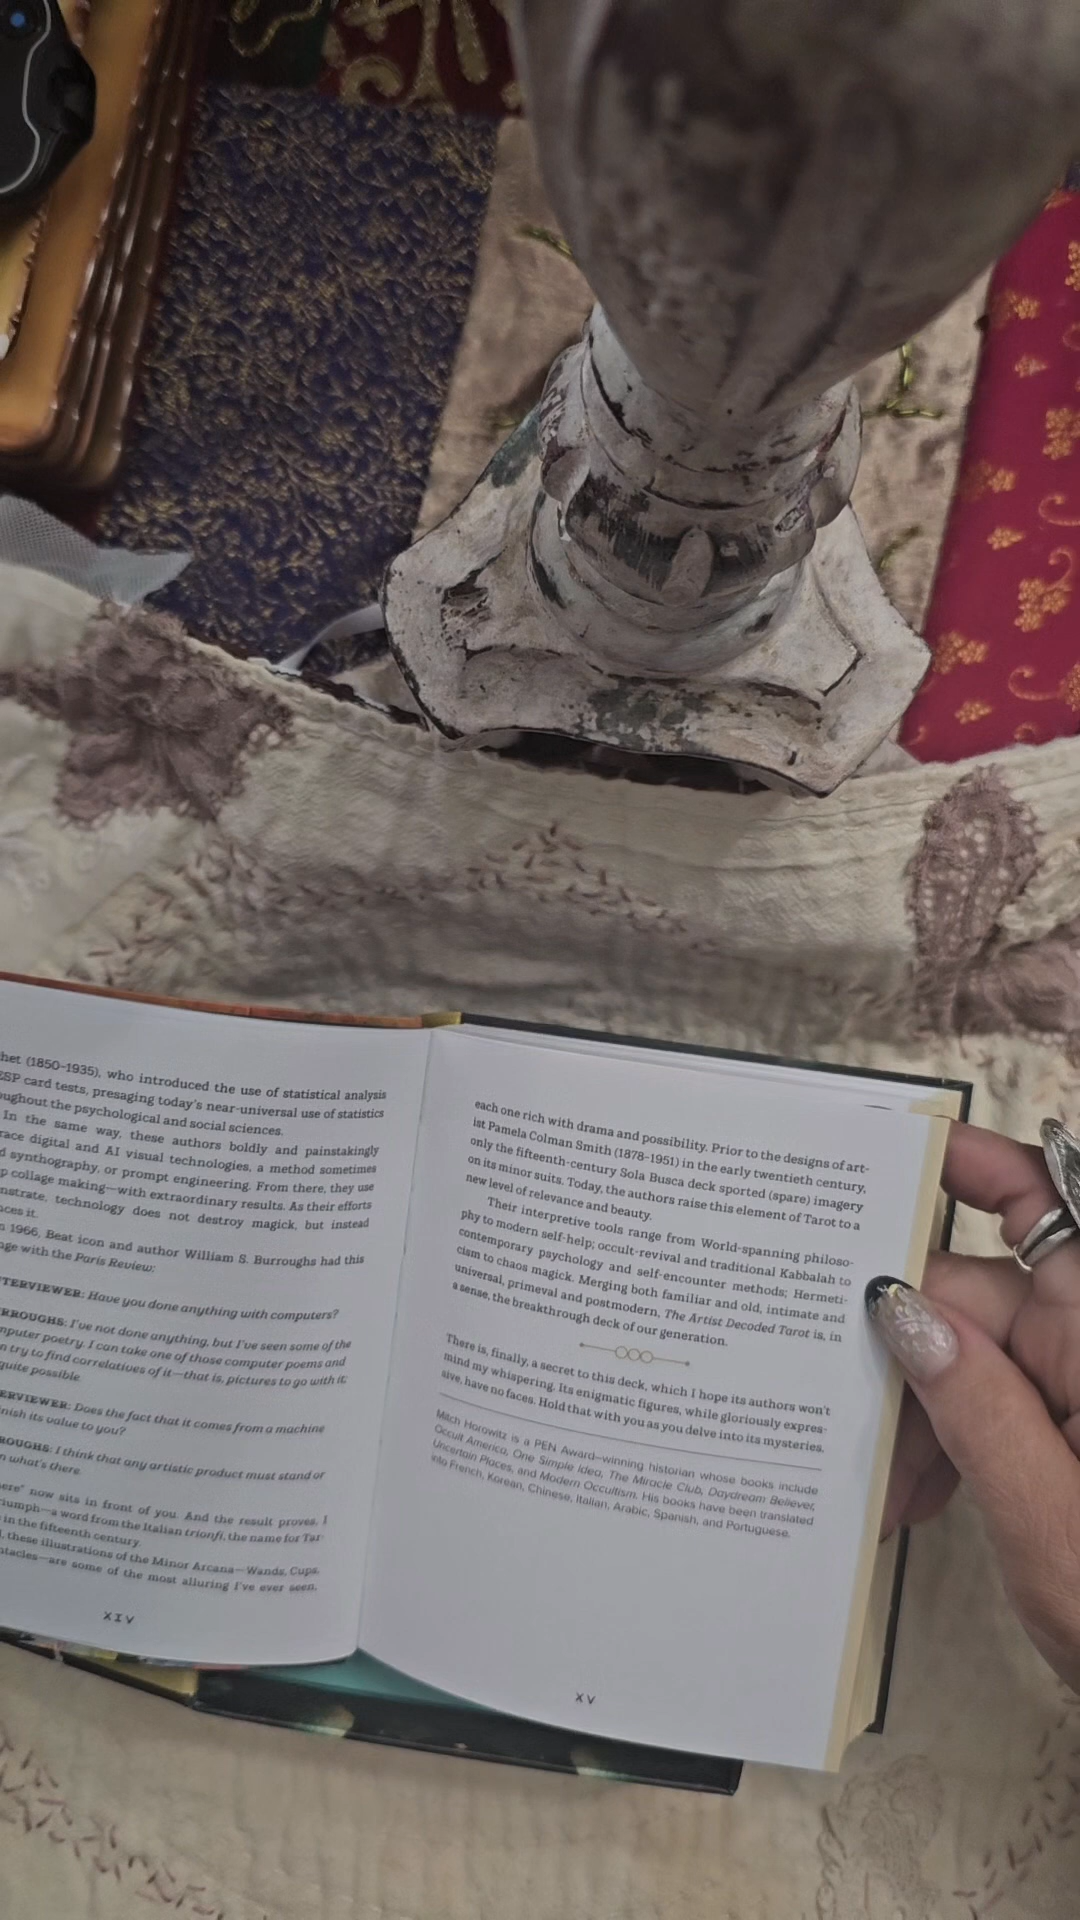 (1850-1935), who introduced the use of statistical analysis
ESP card tests, presaging today's near-universal use of statistics
the psychological and social sciences.
In the same way, these authors boldly and painstakingly
digital and AI visual technologies, a method sometimes
synthography, or prompt engineering. From there, they use
collage making—with extraordinary results. As their efforts
technology does not destroy magick, but instead
it.
1966, Beat icon and author William S. Burroughs had this
with the Paris Review:
INTERVIEWER: Have you done anything with computers?
BURROUGHS: I've not done anything, but I've seen some of the
computer poetry. I can take one of those computer poems and
try to find correlatives of it—that is, pictures to go with it;
quite possible.
INTERVIEWER: Does the fact that it comes from a machine
its value to you?
BURROUGHS: I think that any artistic product must stand or
what's there.
now sits in front of you. And the result proves, I
triumph—a word from the Italian trionfi, the name for Tar-
in the fifteenth century.
these illustrations of the Minor Arcana—Wands, Cups,
are some of the most alluring I've ever seen,
XIV
each one rich with drama and possibility. Prior to the designs of art-
ist Pamela Colman Smith (1878-1951) in the early twentieth century,
only the fifteenth-century Sola Busca deck sported (spare) imagery
on its minor suits. Today, the authors raise this element of Tarot to a
new level of relevance and beauty.
Their interpretive tools range from World-spanning philoso-
phy to modern self-help; occult-revival and traditional Kabbalah to
contemporary psychology and self-encounter methods; Hermeti-
cism to chaos magick. Merging both familiar and old, intimate and
universal, primeval and postmodern, The Artist Decoded Tarot is, in
a sense, the breakthrough deck of our generation.
There is, finally, a secret to this deck, which I hope its authors won't
mind my whispering. Its enigmatic figures, while gloriously expres-
sive, have no faces. Hold that with you as you delve into its mysteries.
Mitch Horowitz is a PEN Award–winning historian whose books include
Occult America, One Simple Idea, The Miracle Club, Daydream Believer,
Uncertain Places, and Modern Occultism. His books have been translated
into French, Korean, Chinese, Italian, Arabic, Spanish, and Portuguese.
XV